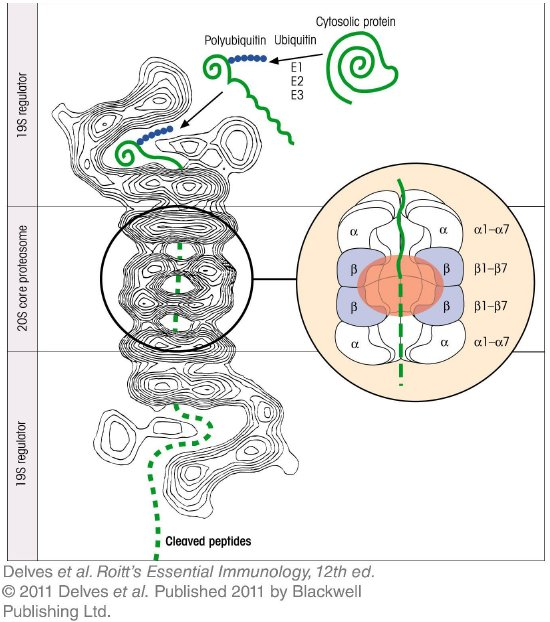 Cytosolic protein
Polyubiquitin Ubiquitin
E1
E2
E3
19S regulator
20S core proteosome
19S regulator
α α α1–α7
β β β1–β7
β β β1–β7
α α α1–α7
Cleaved peptides
Delves et al. Roitt's Essential Immunology, 12th ed.
© 2011 Delves et al. Published 2011 by Blackwell
Publishing Ltd.